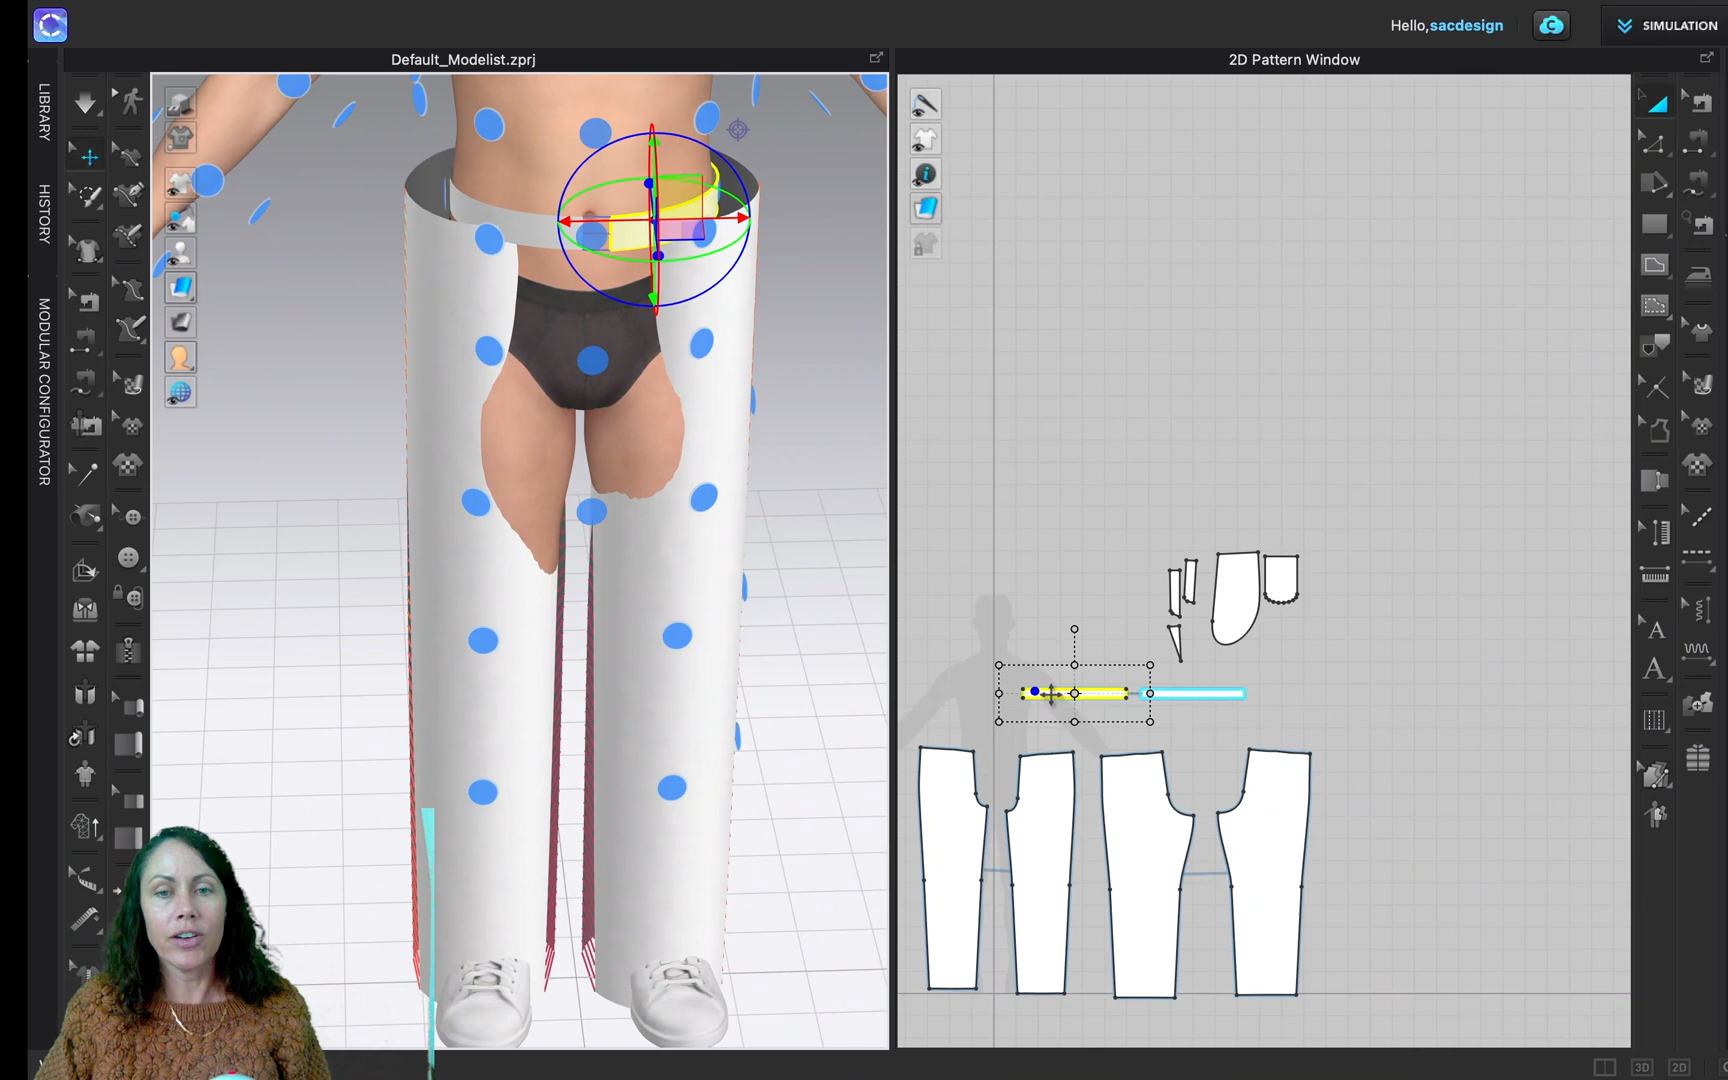 Hello,sacdesign
SIMULATION
Default_Modelist.zprj
2D Pattern Window
LIBRARY
HISTORY
MODULAR CONFIGURATOR
A
A
3D
2D